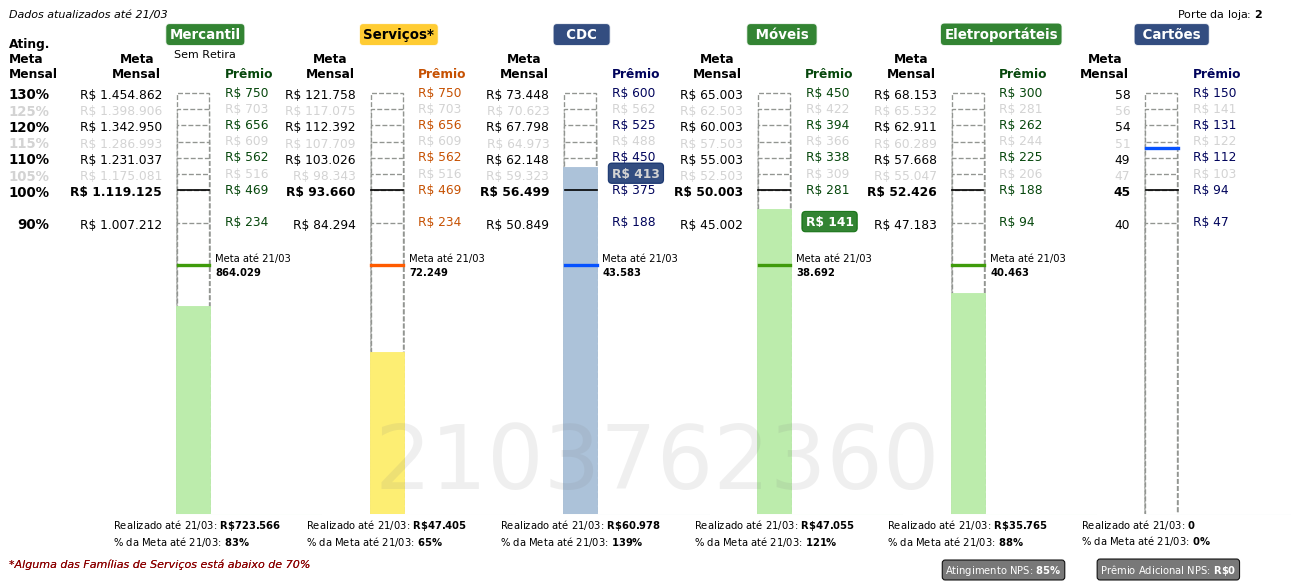 Dados atualizados até 21/03
Porte da loja: 2
Mercantil Serviços* CDC Móveis Eletroportáteis Cartões
Sem Retira
Ating. Meta Mensal
Meta Mensal Prêmio Meta Mensal Prêmio Meta Mensal Prêmio Meta Mensal Prêmio Meta Mensal Prêmio Meta Mensal Prêmio
130% R$ 1.454.862 R$ 750 R$ 121.758 R$ 750 R$ 73.448 R$ 600 R$ 65.003 R$ 450 R$ 68.153 R$ 300 58 R$ 150
125% R$ 1.398.906 R$ 703 R$ 117.075 R$ 703 R$ 70.623 R$ 562 R$ 62.503 R$ 422 R$ 65.532 R$ 281 56 R$ 141
120% R$ 1.342.950 R$ 656 R$ 112.392 R$ 656 R$ 67.798 R$ 525 R$ 60.003 R$ 394 R$ 62.911 R$ 262 54 R$ 131
115% R$ 1.286.993 R$ 609 R$ 107.709 R$ 609 R$ 64.973 R$ 488 R$ 57.503 R$ 366 R$ 60.289 R$ 244 51 R$ 122
110% R$ 1.231.037 R$ 562 R$ 103.026 R$ 562 R$ 62.148 R$ 450 R$ 55.003 R$ 338 R$ 57.668 R$ 225 49 R$ 112
105% R$ 1.175.081 R$ 516 R$ 98.343 R$ 516 R$ 59.323 R$ 413 R$ 52.503 R$ 309 R$ 55.047 R$ 206 47 R$ 103
100% R$ 1.119.125 R$ 469 R$ 93.660 R$ 469 R$ 56.499 R$ 375 R$ 50.003 R$ 281 R$ 52.426 R$ 188 45 R$ 94
90% R$ 1.007.212 R$ 234 R$ 84.294 R$ 234 R$ 50.849 R$ 188 R$ 45.002 R$ 141 R$ 47.183 R$ 94 40 R$ 47
Meta até 21/03 Meta até 21/03 Meta até 21/03 Meta até 21/03 Meta até 21/03
864.029 72.249 43.583 38.692 40.463
2103762360
Realizado até 21/03: R$723.566 Realizado até 21/03: R$47.405 Realizado até 21/03: R$60.978 Realizado até 21/03: R$47.055 Realizado até 21/03: R$35.765 Realizado até 21/03: 0
% da Meta até 21/03: 83% % da Meta até 21/03: 65% % da Meta até 21/03: 139% % da Meta até 21/03: 121% % da Meta até 21/03: 88% % da Meta até 21/03: 0%
*Alguma das Famílias de Serviços está abaixo de 70%
Atingimento NPS: 85% Prêmio Adicional NPS: R$0